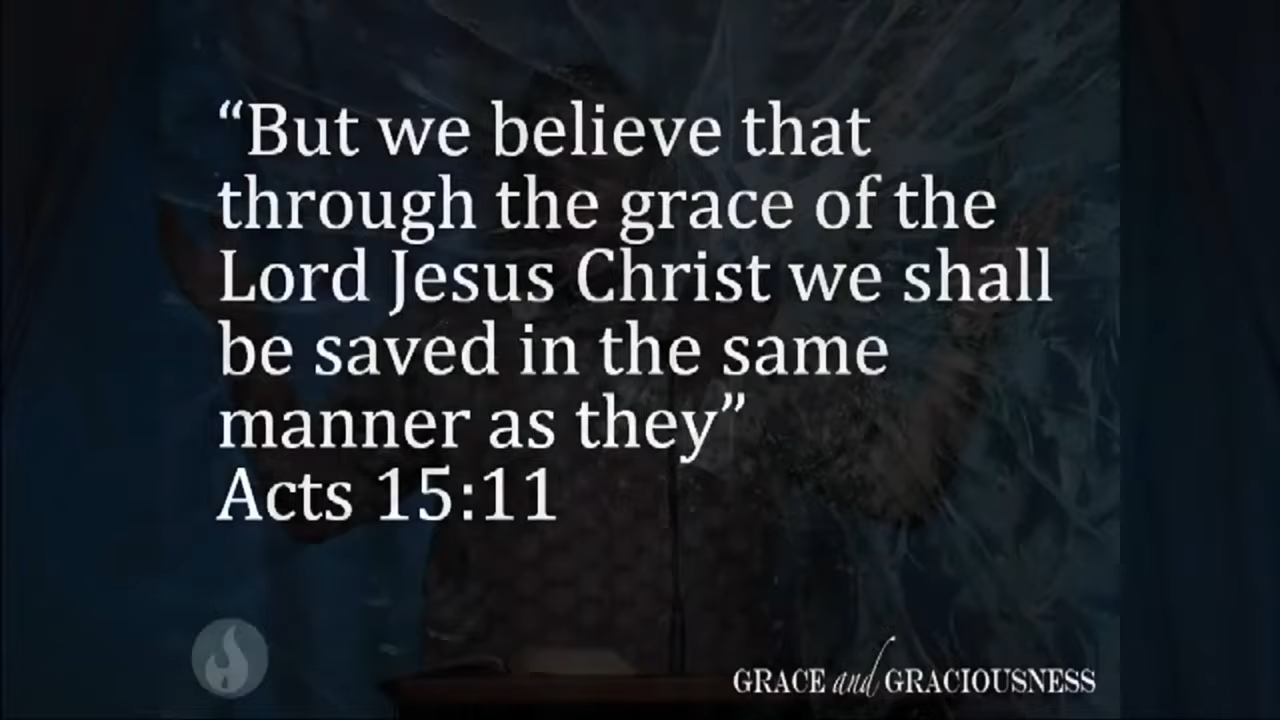 “But we believe that
through the grace of the
Lord Jesus Christ we shall
be saved in the same
manner as they”
Acts 15:11
GRACE and GRACIOUSNESS